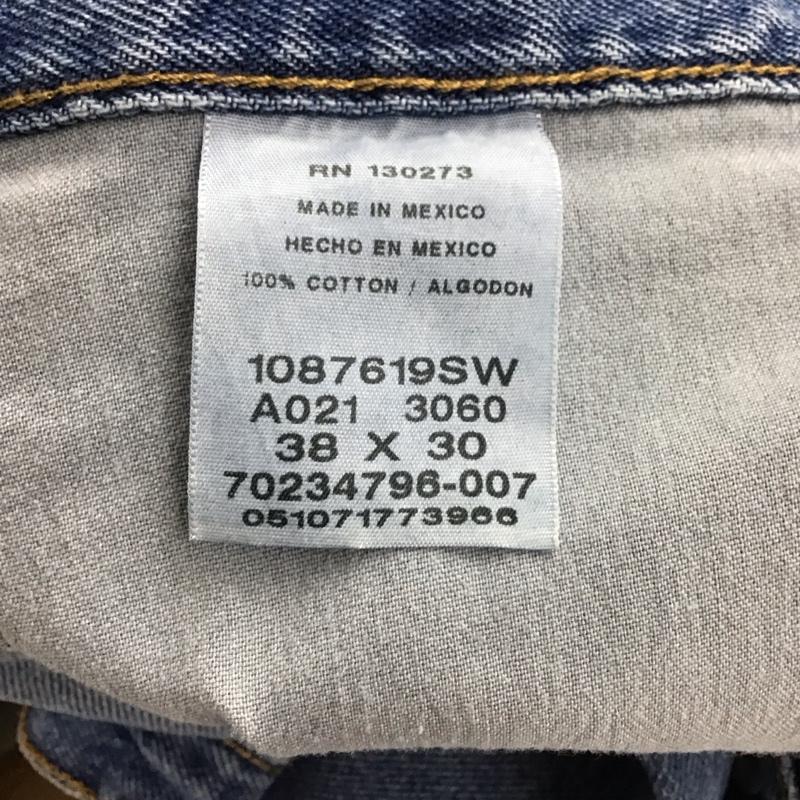 RN 130273
MADE IN MEXICO
HECHO EN MEXICO
100% COTTON / ALGODON
1087619SW
A021 3060
38 X 30
70234796-007
051071773966